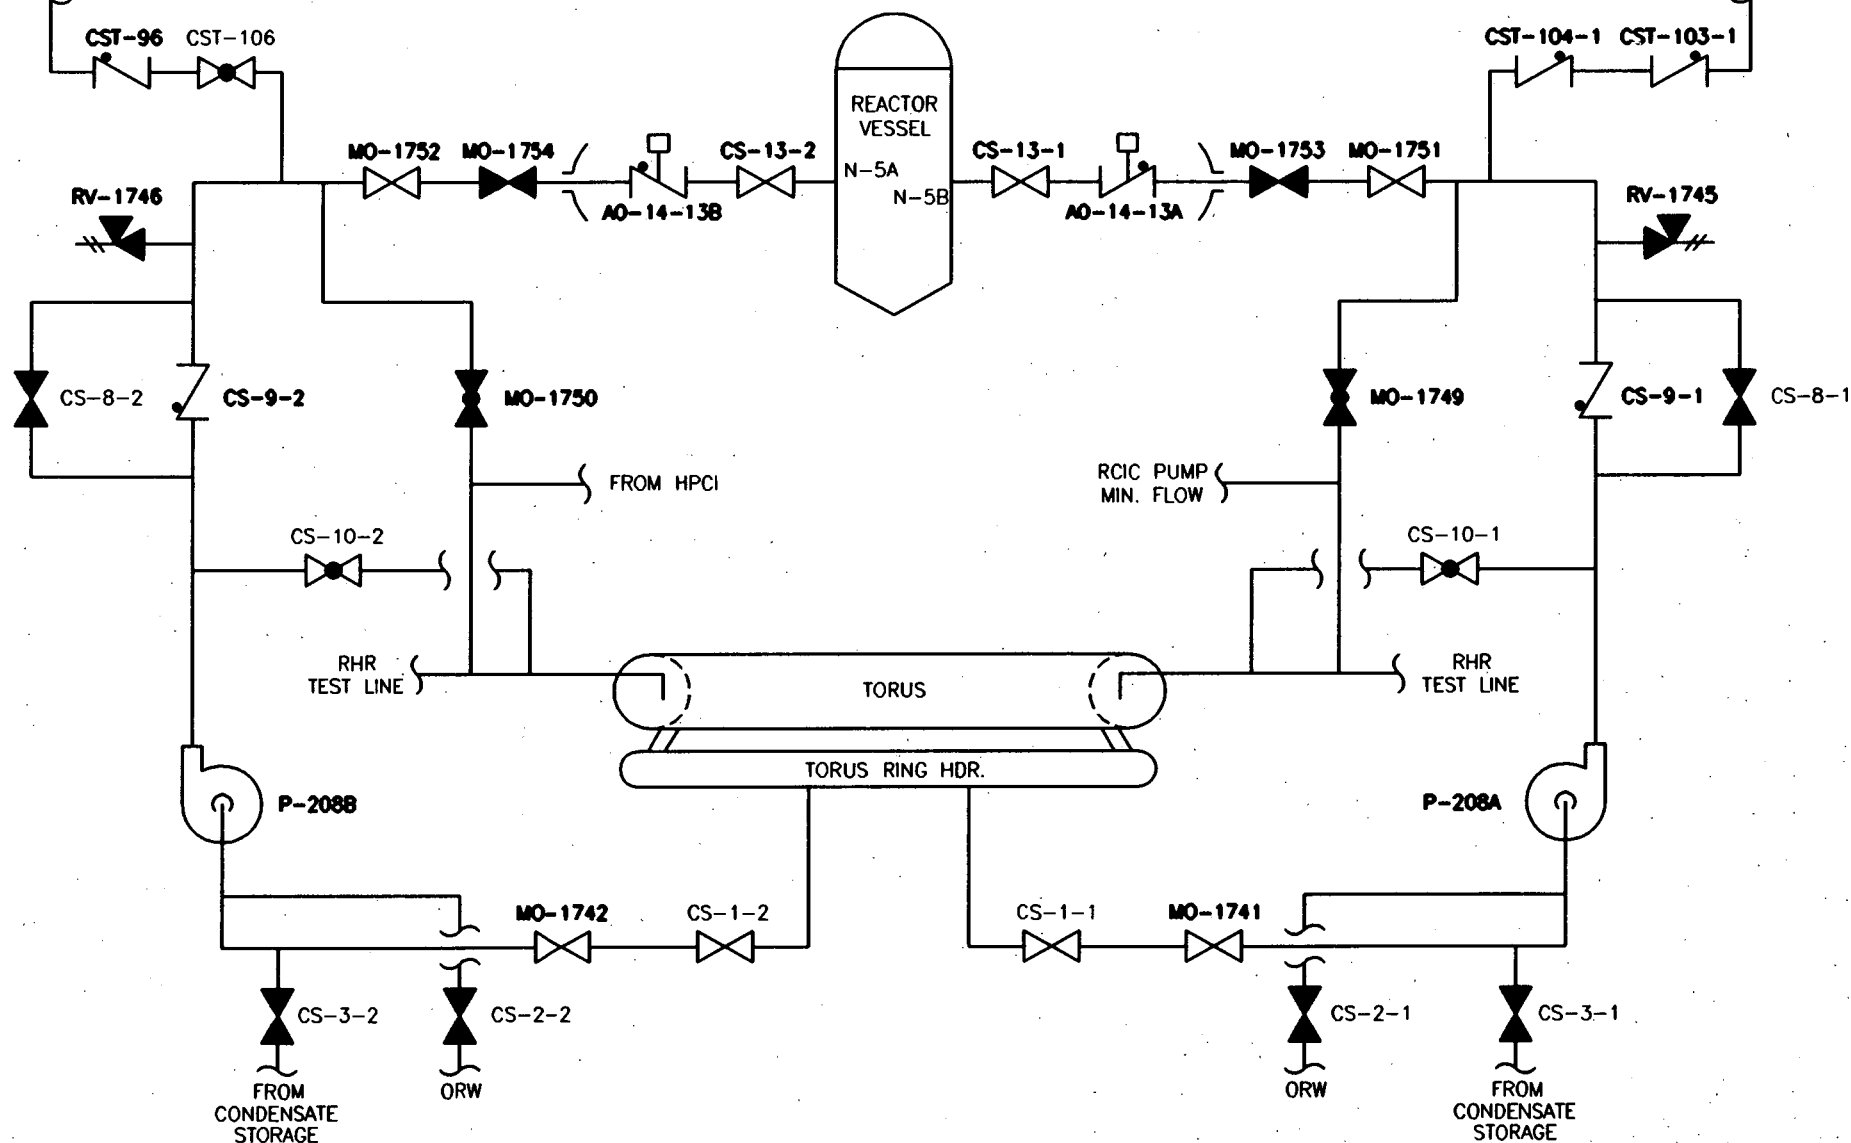 CST-96
CST-106
CST-104-1
CST-103-1
REACTOR
VESSEL
MO-1752
MO-1754
CS-13-2
CS-13-1
MO-1753
MO-1751
N-5A
N-5B
RV-1746
AO-14-13B
AO-14-13A
RV-1745
CS-8-2
CS-9-2
MO-1750
MO-1749
CS-9-1
CS-8-1
FROM HPCI
RCIC PUMP
MIN. FLOW
CS-10-2
CS-10-1
RHR
TEST LINE
TORUS
RHR
TEST LINE
TORUS RING HDR.
P-208B
P-208A
MO-1742
CS-1-2
CS-1-1
MO-1741
CS-3-2
CS-2-2
CS-2-1
CS-3-1
FROM
CONDENSATE
STORAGE
ORW
ORW
FROM
CONDENSATE
STORAGE